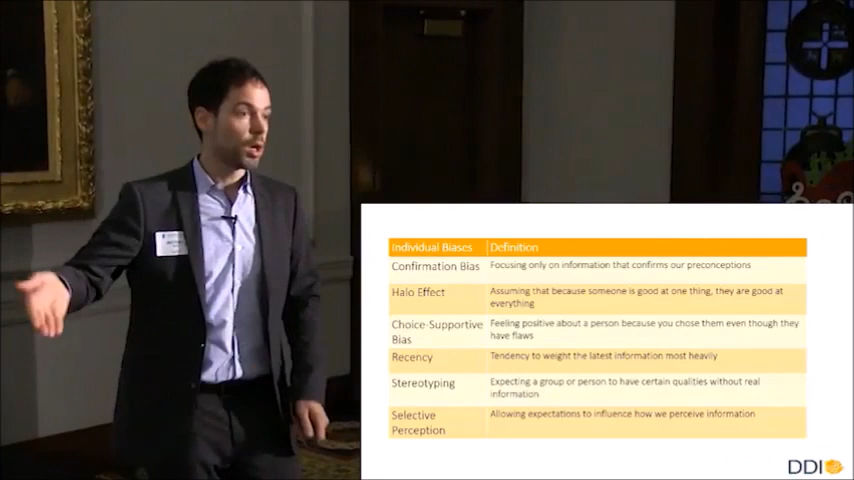 Individual Biases Definition
Confirmation Bias Focusing only on information that confirms our preconceptions
Halo Effect Assuming that because someone is good at one thing, they are good at
everything
Choice-Supportive Feeling positive about a person because you chose them even though they
Bias have flaws
Recency Tendency to weight the latest information most heavily
Stereotyping Expecting a group or person to have certain qualities without real
information
Selective Allowing expectations to influence how we perceive information
Perception
DDI